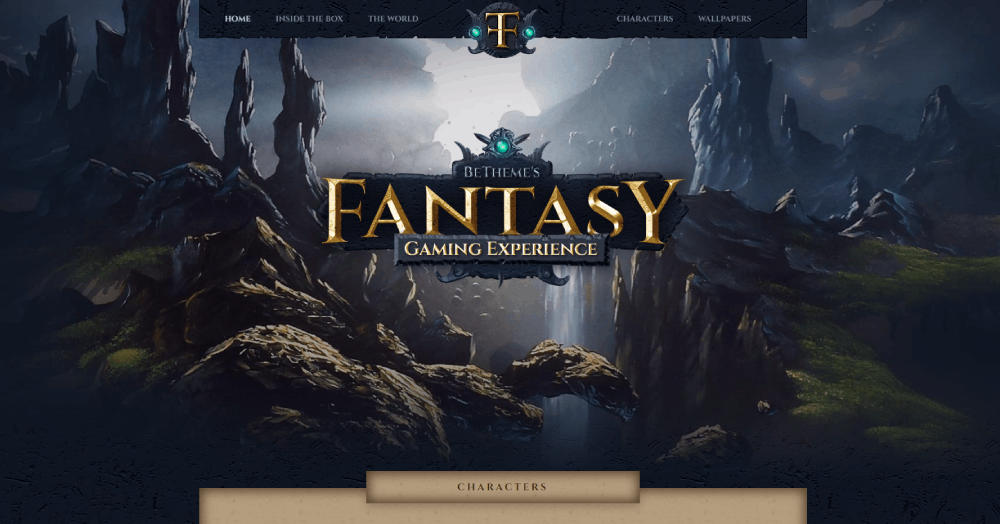 HOME INSIDE THE BOX THE WORLD CHARACTERS WALLPAPERS
BETHEME'S
FANTASY
GAMING EXPERIENCE
CHARACTERS